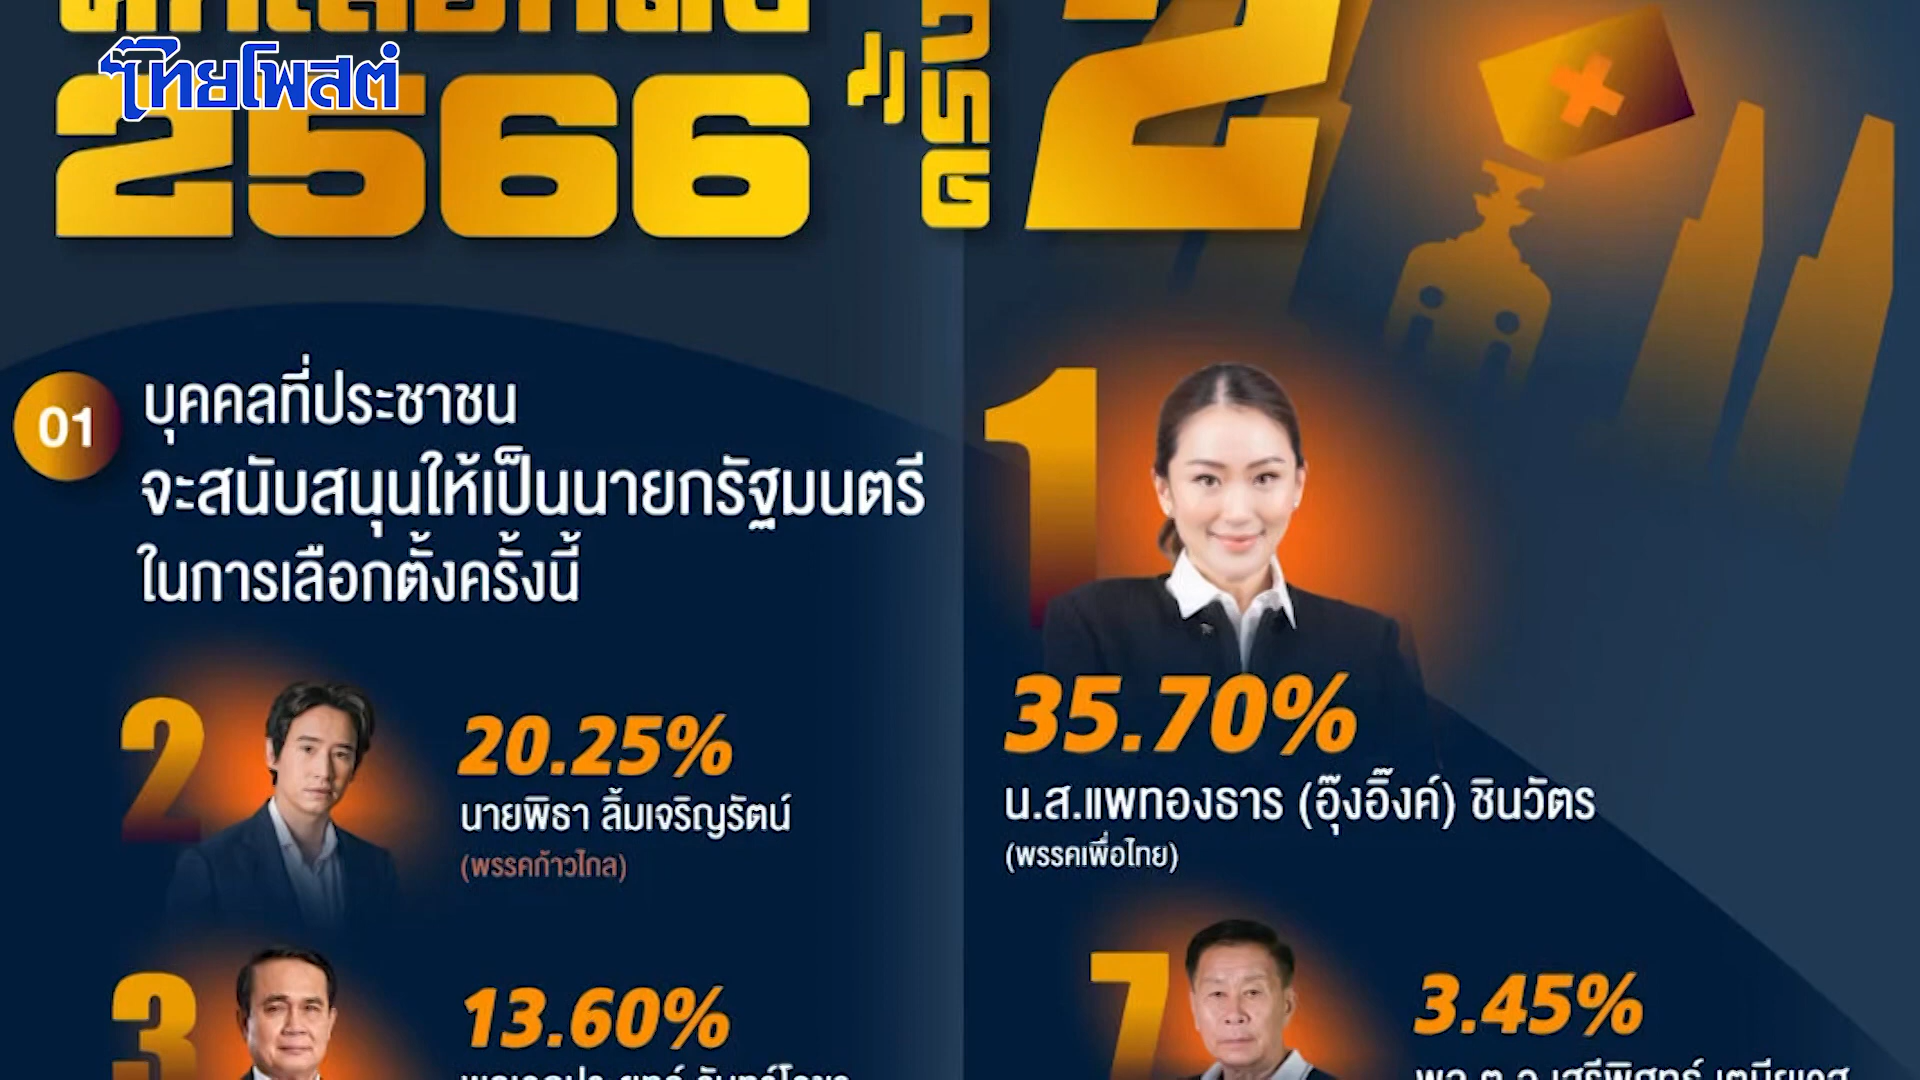 ไทยโพสต์
2566
ครั้งที่
2
01
บุคคลที่ประชาชน
จะสนับสนุนให้เป็นนายกรัฐมนตรี
ในการเลือกตั้งครั้งนี้
1
35.70%
น.ส.แพทองธาร (อุ๊งอิ๊งค์) ชินวัตร
(พรรคเพื่อไทย)
2
20.25%
นายพิธา ลิ้มเจริญรัตน์
(พรรคก้าวไกล)
3
13.60%
7
3.45%